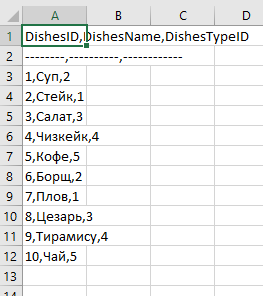 A B C D
1 DishesID,DishesName,DishesTypeID
2 --------,----------,------------
3 1,Суп,2
4 2,Стейк,1
5 3,Салат,3
6 4,Чизкейк,4
7 5,Кофе,5
8 6,Борщ,2
9 7,Плов,1
10 8,Цезарь,3
11 9,Тирамису,4
12 10,Чай,5
13